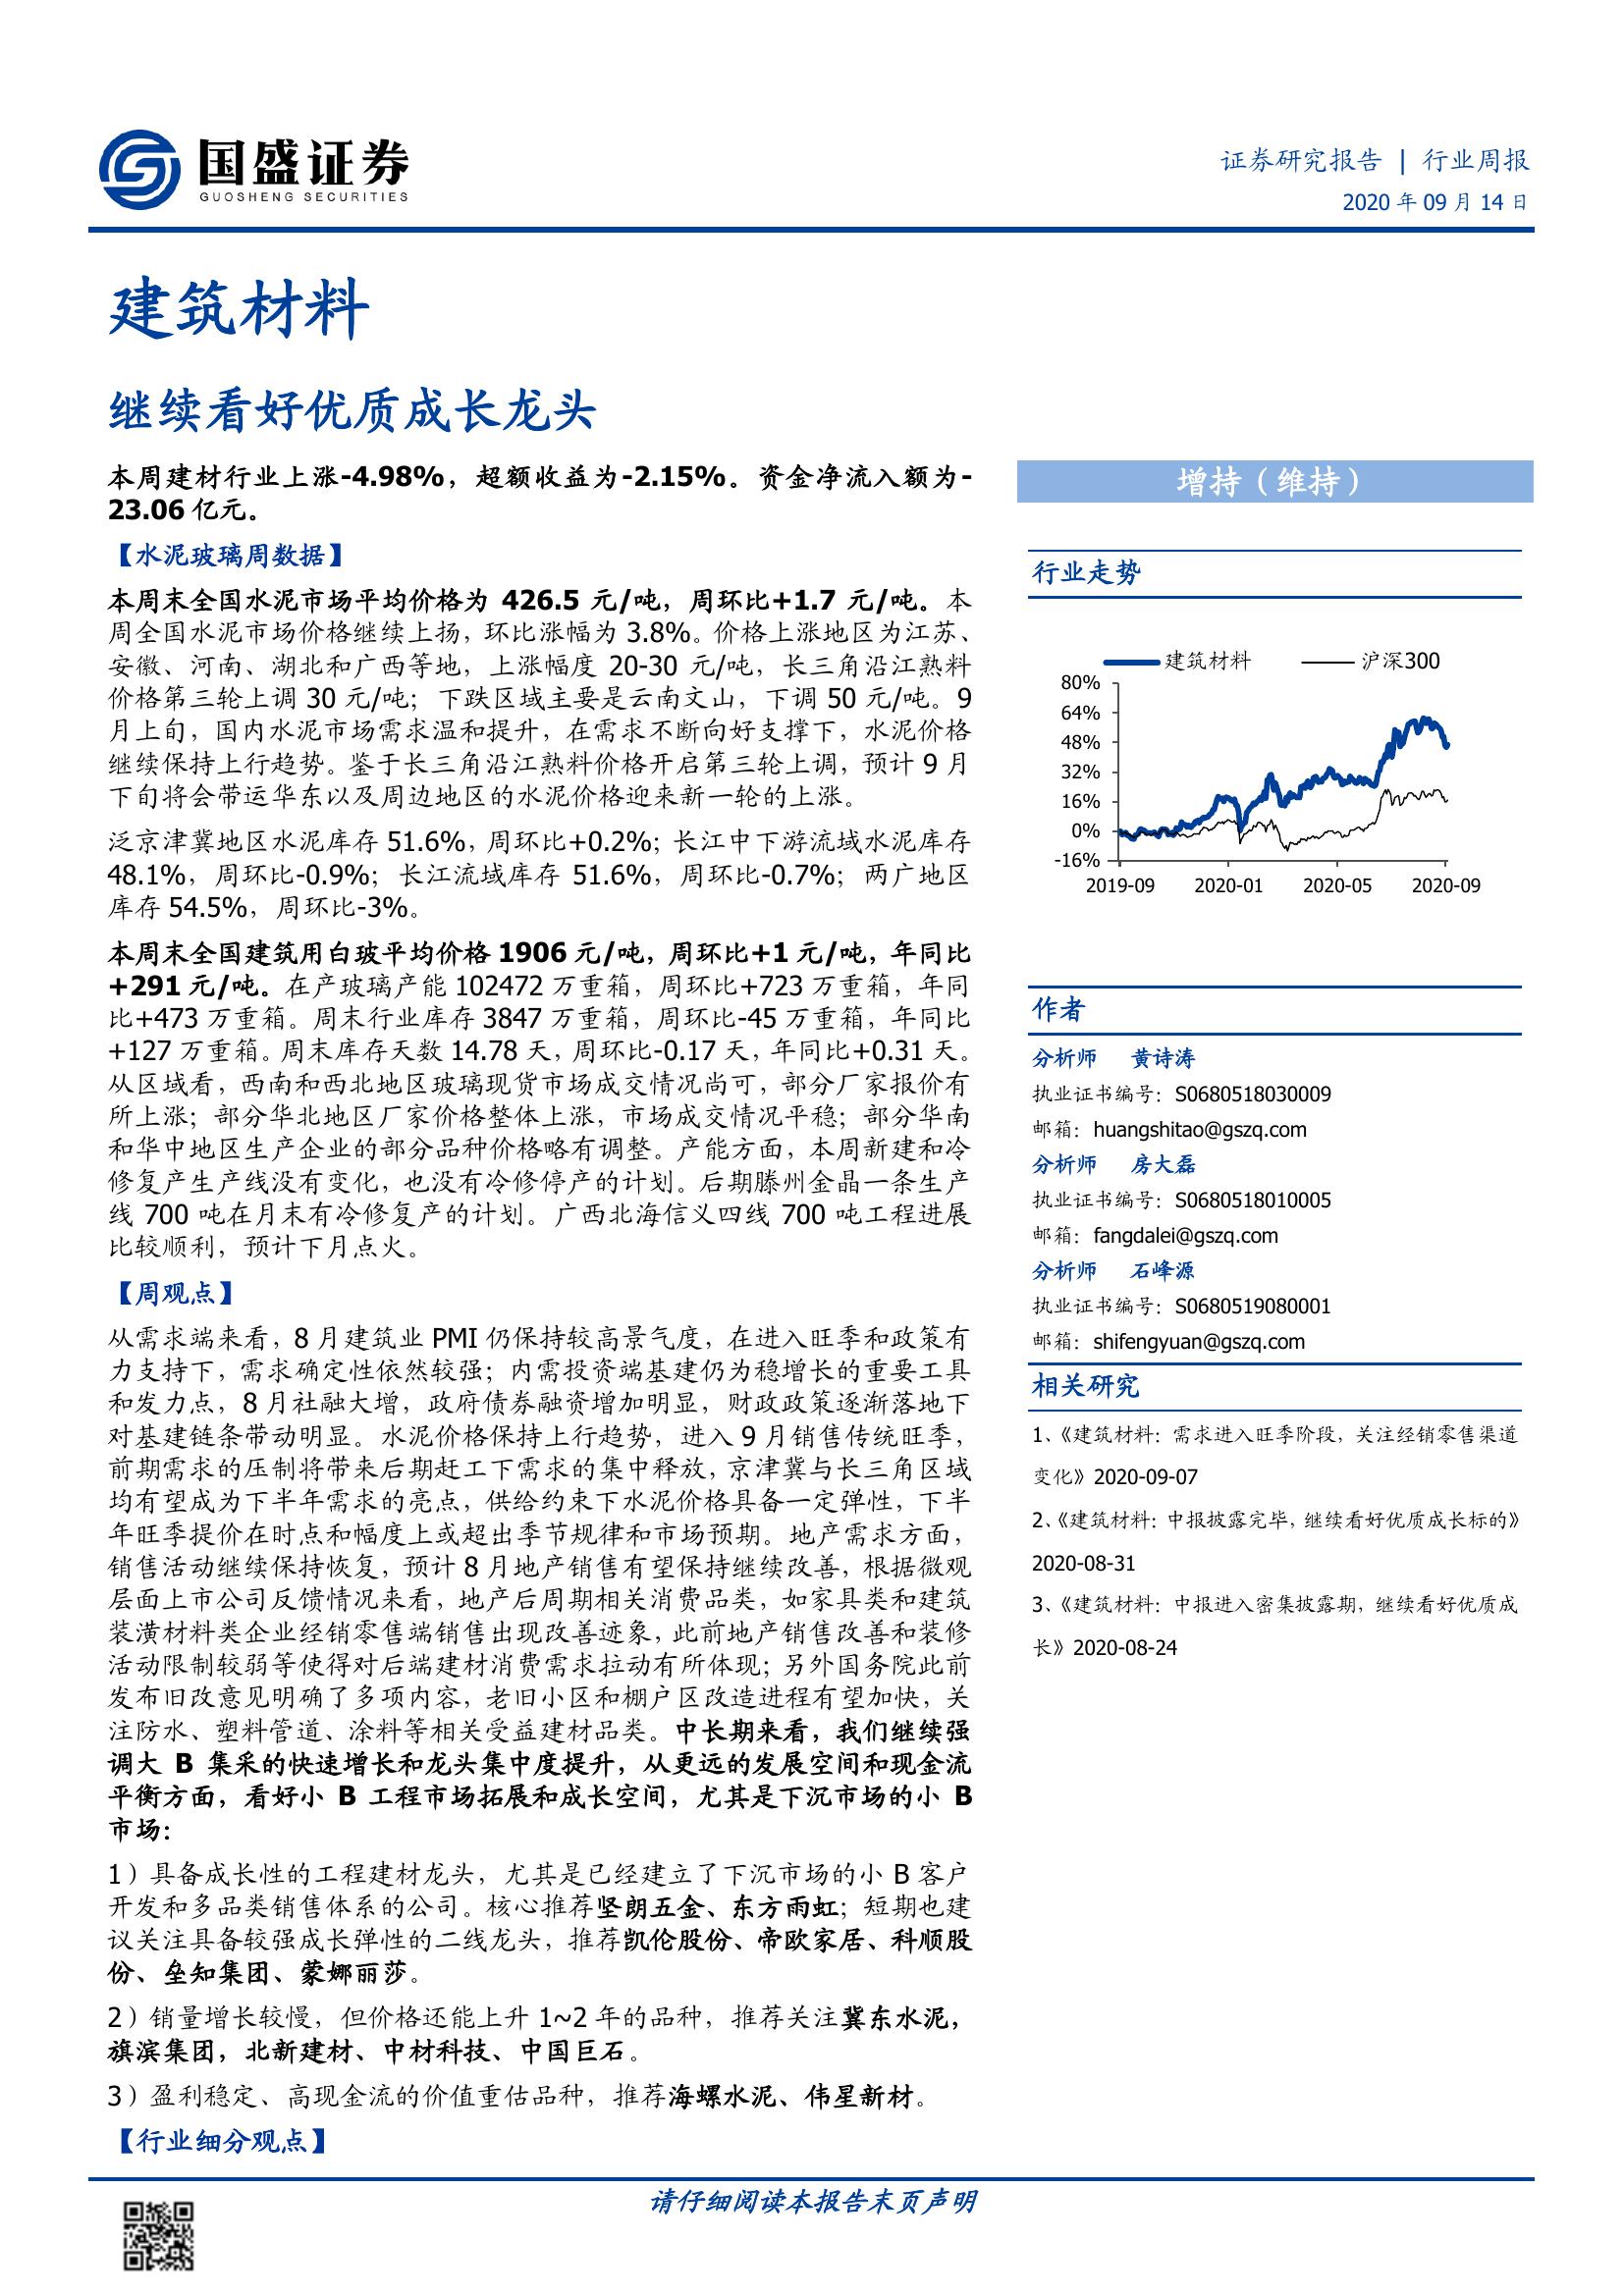 国盛证券
GUOSHENG SECURITIES
证券研究报告 | 行业周报
2020 年 09 月 14 日
建筑材料
继续看好优质成长龙头
本周建材行业上涨-4.98%，超额收益为-2.15%。资金净流入额为-
23.06 亿元。
【水泥玻璃周数据】
本周末全国水泥市场平均价格为 426.5 元/吨，周环比+1.7 元/吨。本
周全国水泥市场价格继续上扬，环比涨幅为 3.8%。价格上涨地区为江苏、
安徽、河南、湖北和广西等地，上涨幅度 20-30 元/吨，长三角沿江熟料
价格第三轮上调 30 元/吨；下跌区域主要是云南文山，下调 50 元/吨。9
月上旬，国内水泥市场需求温和提升，在需求不断向好支撑下，水泥价格
继续保持上行趋势。鉴于长三角沿江熟料价格开启第三轮上调，预计 9 月
下旬将会带运华东以及周边地区的水泥价格迎来新一轮的上涨。
泛京津冀地区水泥库存 51.6%，周环比+0.2%；长江中下游流域水泥库存
48.1%，周环比-0.9%；长江流域库存 51.6%，周环比-0.7%；两广地区
库存 54.5%，周环比-3%。
本周末全国建筑用白玻平均价格 1906 元/吨，周环比+1 元/吨，年同比
+291 元/吨。在产玻璃产能 102472 万重箱，周环比+723 万重箱，年同
比+473 万重箱。周末行业库存 3847 万重箱，周环比-45 万重箱，年同比
+127 万重箱。周末库存天数 14.78 天，周环比-0.17 天，年同比+0.31 天。
从区域看，西南和西北地区玻璃现货市场成交情况尚可，部分厂家报价有
所上涨；部分华北地区厂家价格整体上涨，市场成交情况平稳；部分华南
和华中地区生产企业的部分品种价格略有调整。产能方面，本周新建和冷
修复产生产线没有变化，也没有冷修停产的计划。后期滕州金晶一条生产
线 700 吨在月末有冷修复产的计划。广西北海信义四线 700 吨工程进展
比较顺利，预计下月点火。
【周观点】
从需求端来看，8 月建筑业 PMI 仍保持较高景气度，在进入旺季和政策有
力支持下，需求确定性依然较强；内需投资端基建仍为稳增长的重要工具
和发力点，8 月社融大增，政府债券融资增加明显，财政政策逐渐落地下
对基建链条带动明显。水泥价格保持上行趋势，进入 9 月销售传统旺季，
前期需求的压制将带来后期赶工下需求的集中释放，京津冀与长三角区域
均有望成为下半年需求的亮点，供给约束下水泥价格具备一定弹性，下半
年旺季提价在时点和幅度上或超出季节规律和市场预期。地产需求方面，
销售活动继续保持恢复，预计 8 月地产销售有望保持继续改善，根据微观
层面上市公司反馈情况来看，地产后周期相关消费品类，如家具类和建筑
装潢材料类企业经销零售端销售出现改善迹象，此前地产销售改善和装修
活动限制较弱等使得对后端建材消费需求拉动有所体现；另外国务院此前
发布旧改意见明确了多项内容，老旧小区和棚户区改造进程有望加快，关
注防水、塑料管道、涂料等相关受益建材品类。中长期来看，我们继续强
调大 B 集采的快速增长和龙头集中度提升，从更远的发展空间和现金流
平衡方面，看好小 B 工程市场拓展和成长空间，尤其是下沉市场的小 B
市场：
1）具备成长性的工程建材龙头，尤其是已经建立了下沉市场的小 B 客户
开发和多品类销售体系的公司。核心推荐坚朗五金、东方雨虹；短期也建
议关注具备较强成长弹性的二线龙头，推荐凯伦股份、帝欧家居、科顺股
份、垒知集团、蒙娜丽莎。
2）销量增长较慢，但价格还能上升 1~2 年的品种，推荐关注冀东水泥，
旗滨集团，北新建材、中材科技、中国巨石。
3）盈利稳定、高现金流的价值重估品种，推荐海螺水泥、伟星新材。
【行业细分观点】
增持（维持）
行业走势
建筑材料 沪深300
80%
64%
48%
32%
16%
0%
-16%
2019-09 2020-01 2020-05 2020-09
作者
分析师 黄诗涛
执业证书编号：S0680518030009
邮箱：huangshitao@gszq.com
分析师 房大磊
执业证书编号：S0680518010005
邮箱：fangdalei@gszq.com
分析师 石峰源
执业证书编号：S0680519080001
邮箱：shifengyuan@gszq.com
相关研究
1、《建筑材料：需求进入旺季阶段，关注经销零售渠道
变化》2020-09-07
2、《建筑材料：中报披露完毕，继续看好优质成长标的》
2020-08-31
3、《建筑材料：中报进入密集披露期，继续看好优质成
长》2020-08-24
请仔细阅读本报告末页声明